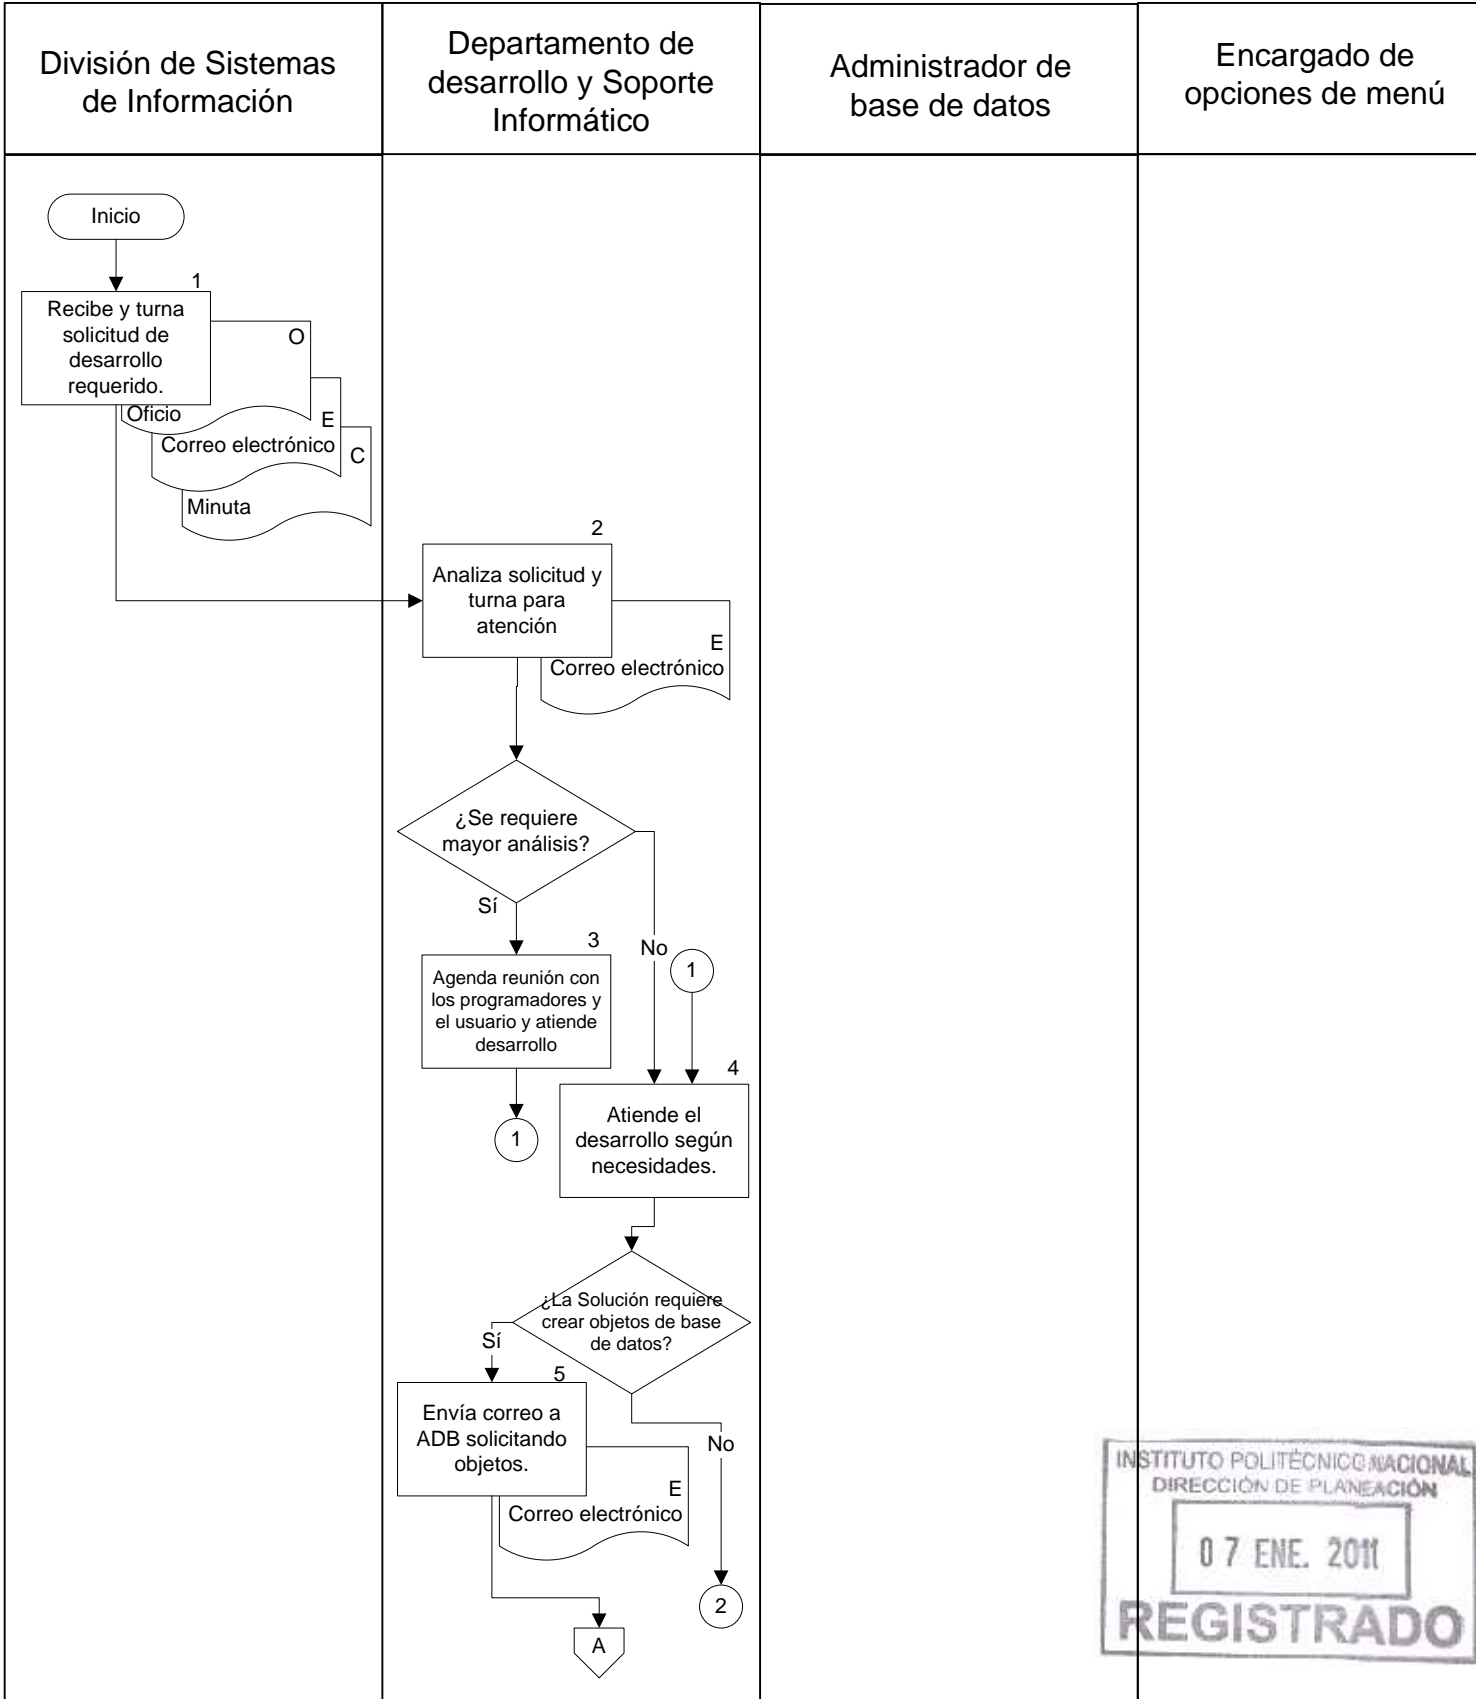 División de Sistemas
de Información
Departamento de
desarrollo y Soporte
Informático
Administrador de
base de datos
Encargado de
opciones de menú
Inicio
1
Recibe y turna
solicitud de
desarrollo
requerido.
O
Oficio
E
Correo electrónico
C
Minuta
2
Analiza solicitud y
turna para
atención
E
Correo electrónico
¿Se requiere
mayor análisis?
Sí
No
3
Agenda reunión con
los programadores y
el usuario y atiende
desarrollo
1
1
4
Atiende el
desarrollo según
necesidades.
¿La Solución requiere
crear objetos de base
de datos?
Sí
No
5
Envía correo a
ADB solicitando
objetos.
E
Correo electrónico
2
A
INSTITUTO POLITÉCNICO NACIONAL
DIRECCIÓN DE PLANEACIÓN
0 7 ENE. 2011
REGISTRADO